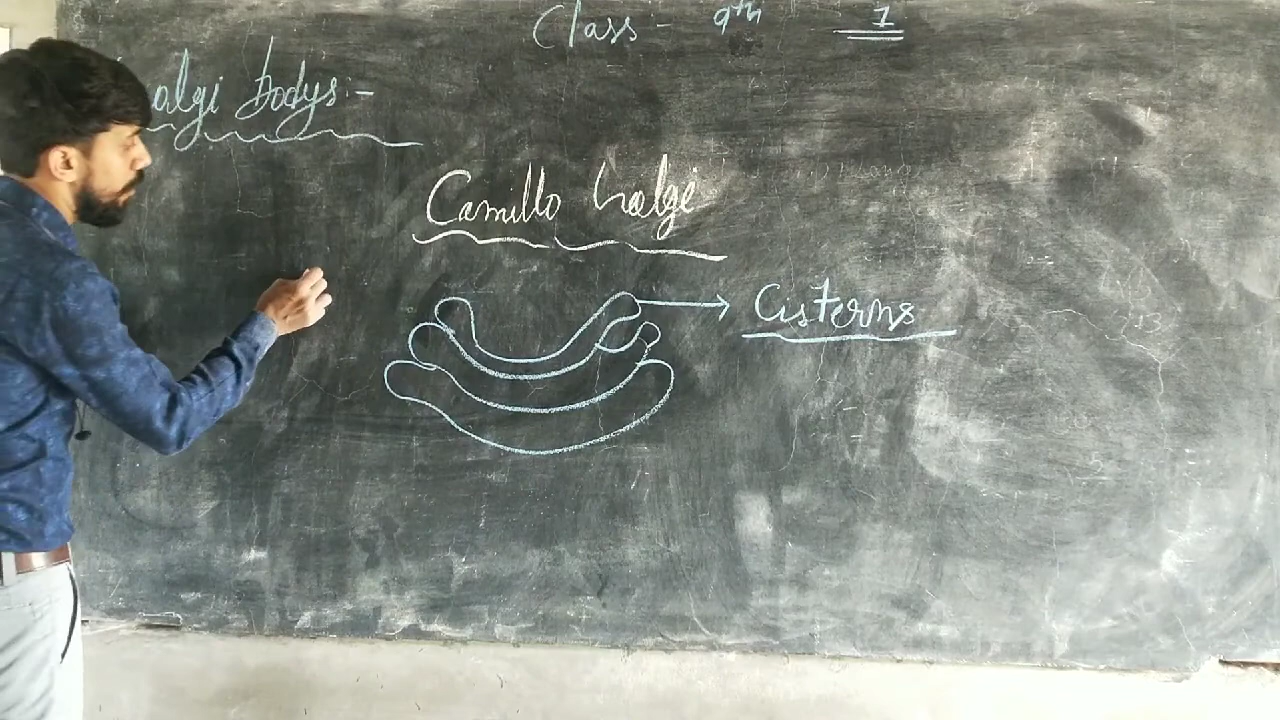 Class - 9th 1
algi bodys :-
Camillo Golgi
Cisterns